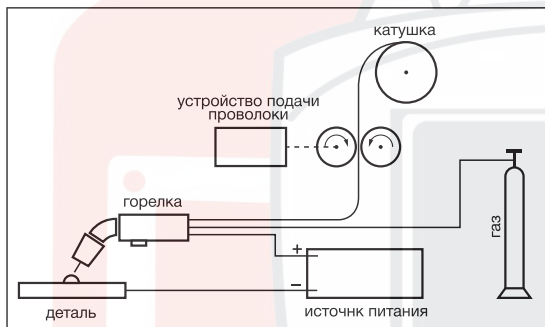 катушка
устройство подачи
проволоки
горелка
газ
+
–
деталь
источнк питания